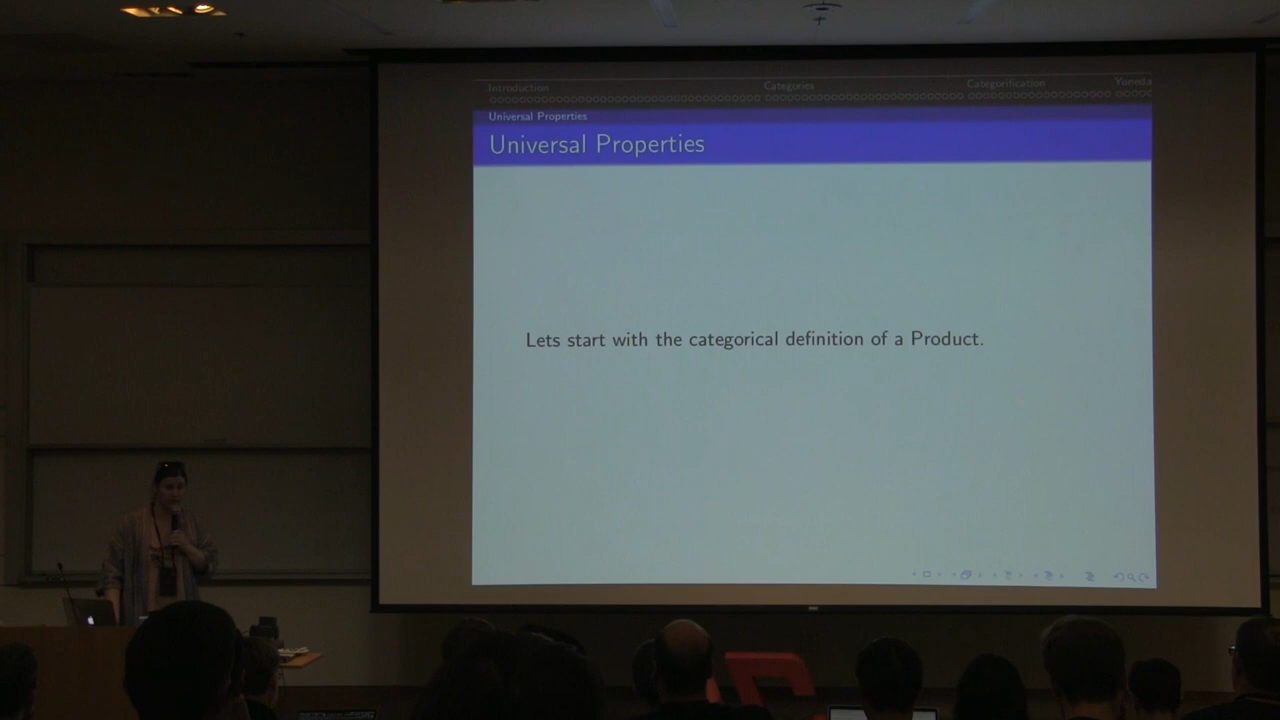 Introduction Categories Categorification Yoneda
Universal Properties
Universal Properties
Lets start with the categorical definition of a Product.